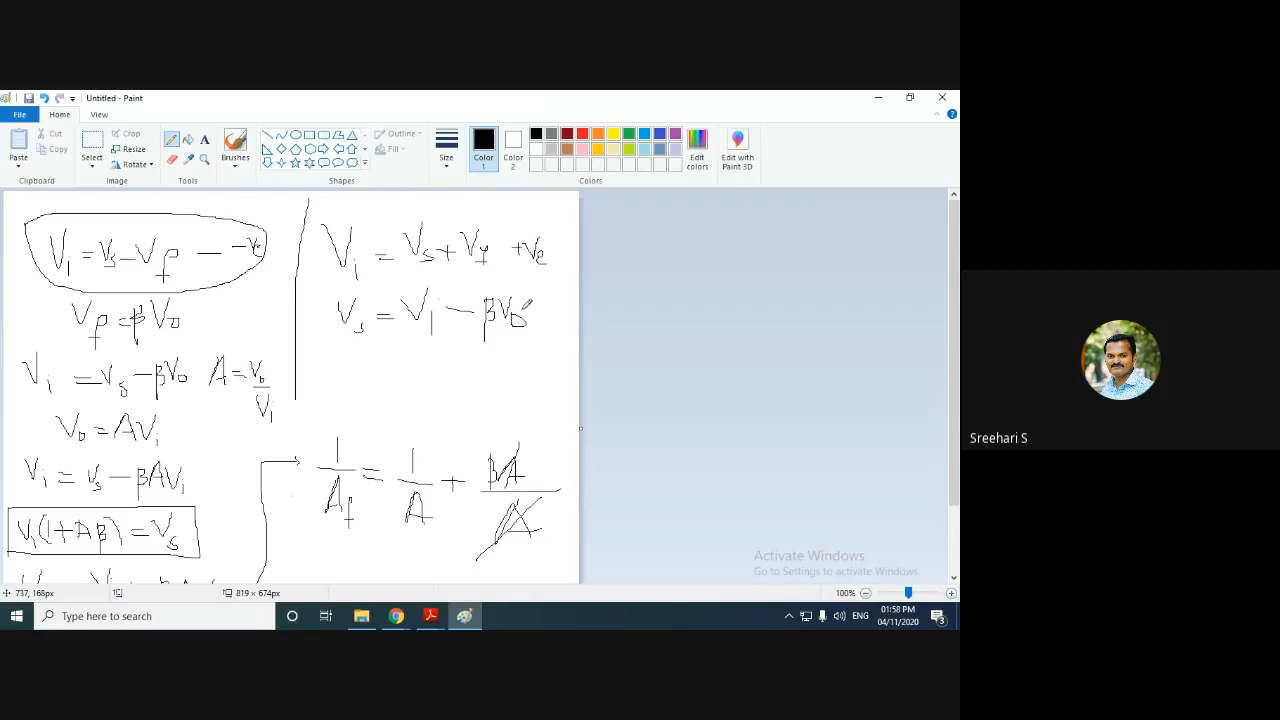 Untitled - Paint
File Home View
Paste
Cut
Copy
Clipboard
Select
Crop
Resize
Rotate
Image
Tools
Brushes
Shapes
Outline
Fill
Size
Color 1
Color 2
Edit colors
Edit with Paint 3D
Colors
Vi = Vs - Vf — -ve
Vf = βVo
Vi = Vs - βVo A = Vo/Vi
Vo = AVi
Vi = Vs - βAVi
Vi(1+Aβ) = Vs
Vi = Vs + Vf +ve
Vs = Vi - βVo
1/Af = 1/A + βA/A
Sreehari S
Activate Windows
Go to Settings to activate Windows.
737, 168px
819 × 674px
100%
Type here to search
ENG
01:58 PM
04/11/2020
3